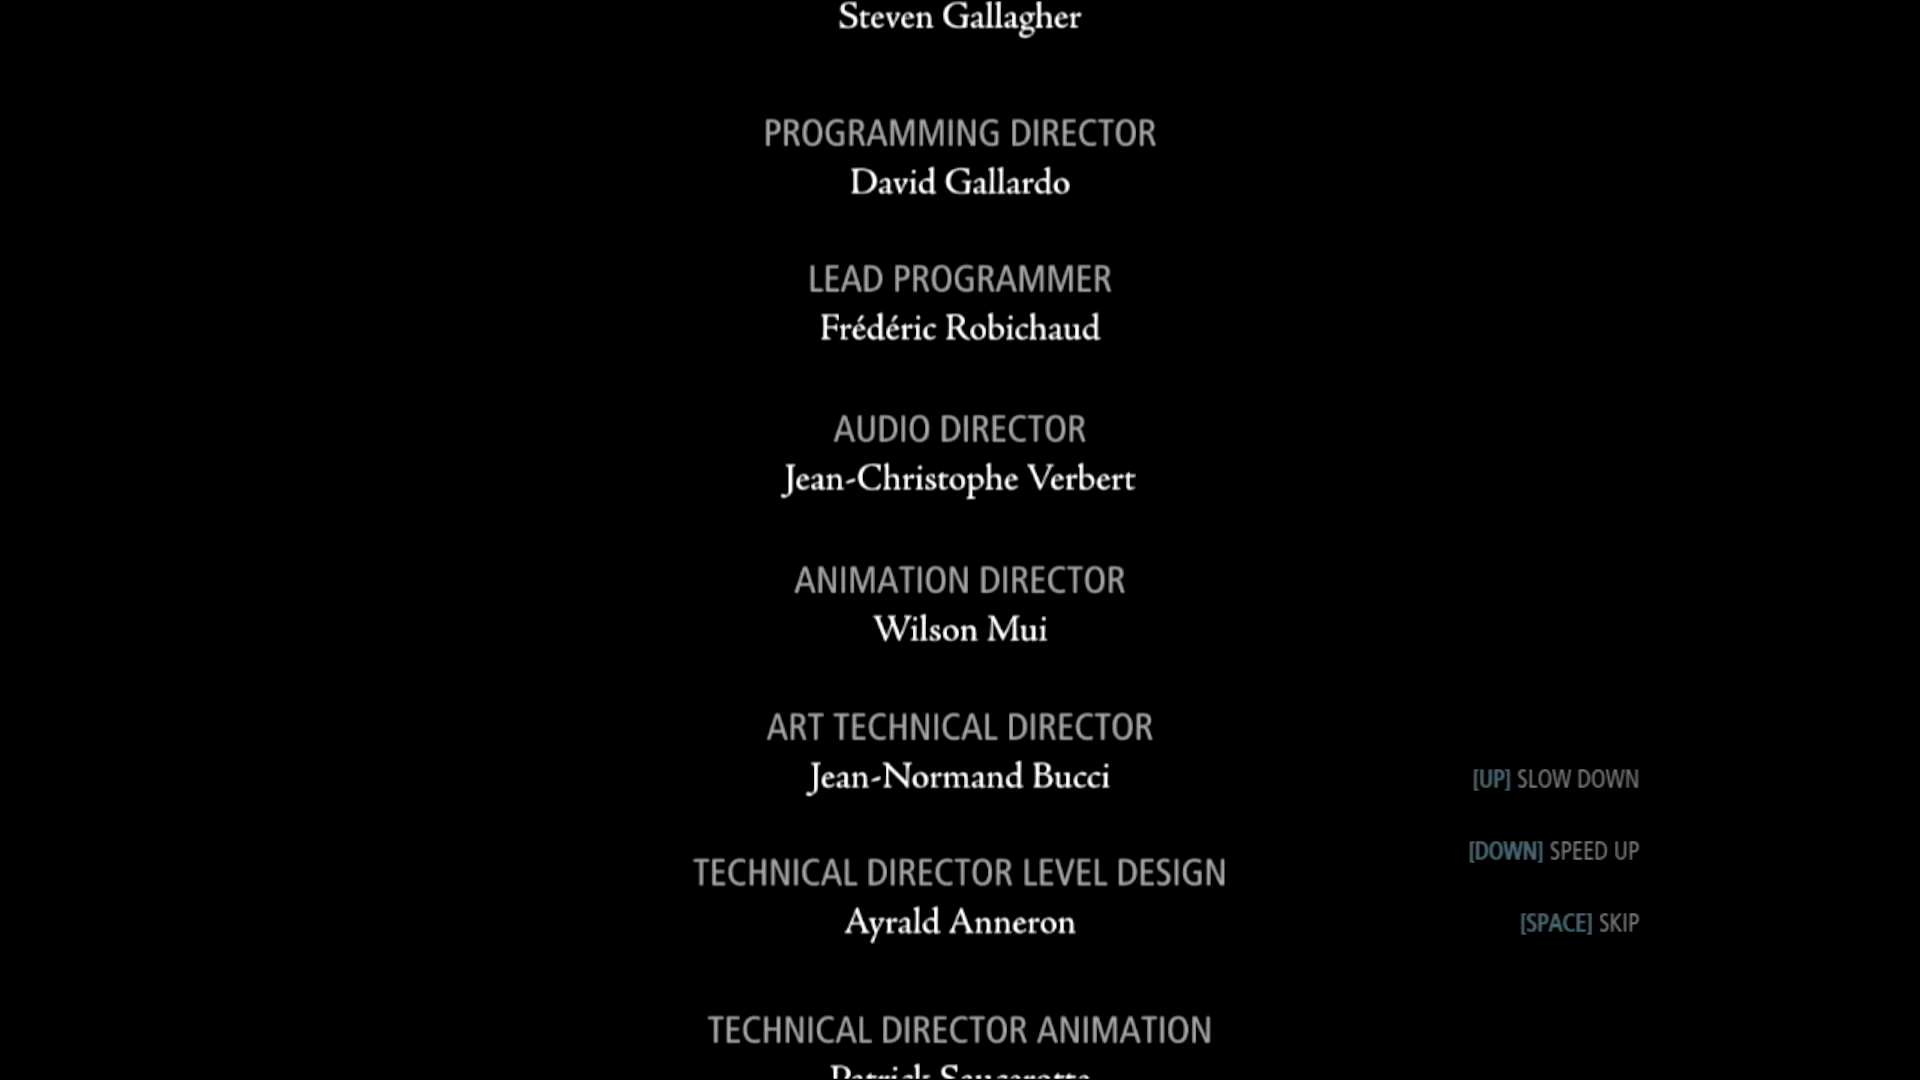 Steven Gallagher
PROGRAMMING DIRECTOR
David Gallardo
LEAD PROGRAMMER
Frédéric Robichaud
AUDIO DIRECTOR
Jean-Christophe Verbert
ANIMATION DIRECTOR
Wilson Mui
ART TECHNICAL DIRECTOR
Jean-Normand Bucci
[UP] SLOW DOWN
[DOWN] SPEED UP
TECHNICAL DIRECTOR LEVEL DESIGN
Ayrald Anneron
[SPACE] SKIP
TECHNICAL DIRECTOR ANIMATION
Patrick